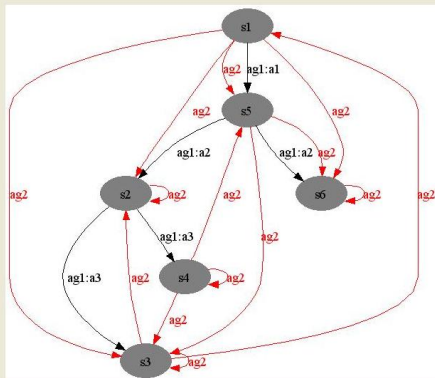 s1
ag2 ag1:a1 ag2
ag2
s5
ag1:a2 ag1:a2 ag2
ag2 s2 ag2 ag2 s6 ag2 ag2
ag2
ag1:a3 ag1:a3
ag2 s4 ag2
ag2
s3 ag2